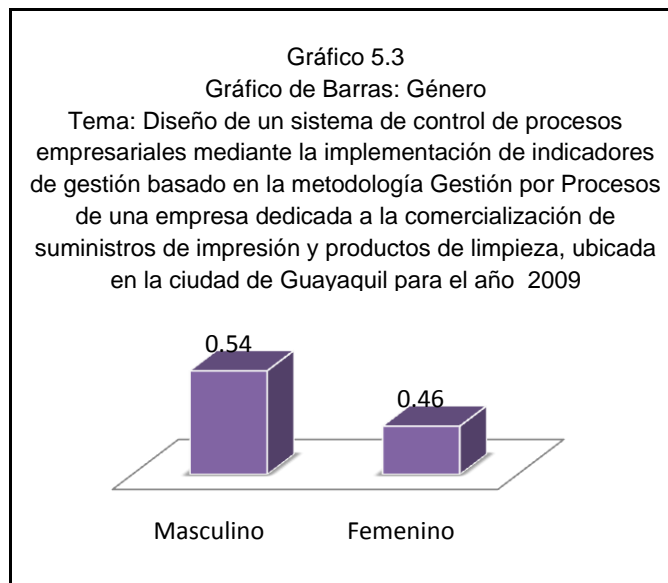 Gráfico 5.3
Gráfico de Barras: Género
Tema: Diseño de un sistema de control de procesos
empresariales mediante la implementación de indicadores
de gestión basado en la metodología Gestión por Procesos
de una empresa dedicada a la comercialización de
suministros de impresión y productos de limpieza, ubicada
en la ciudad de Guayaquil para el año 2009
0.54
0.46
Masculino Femenino